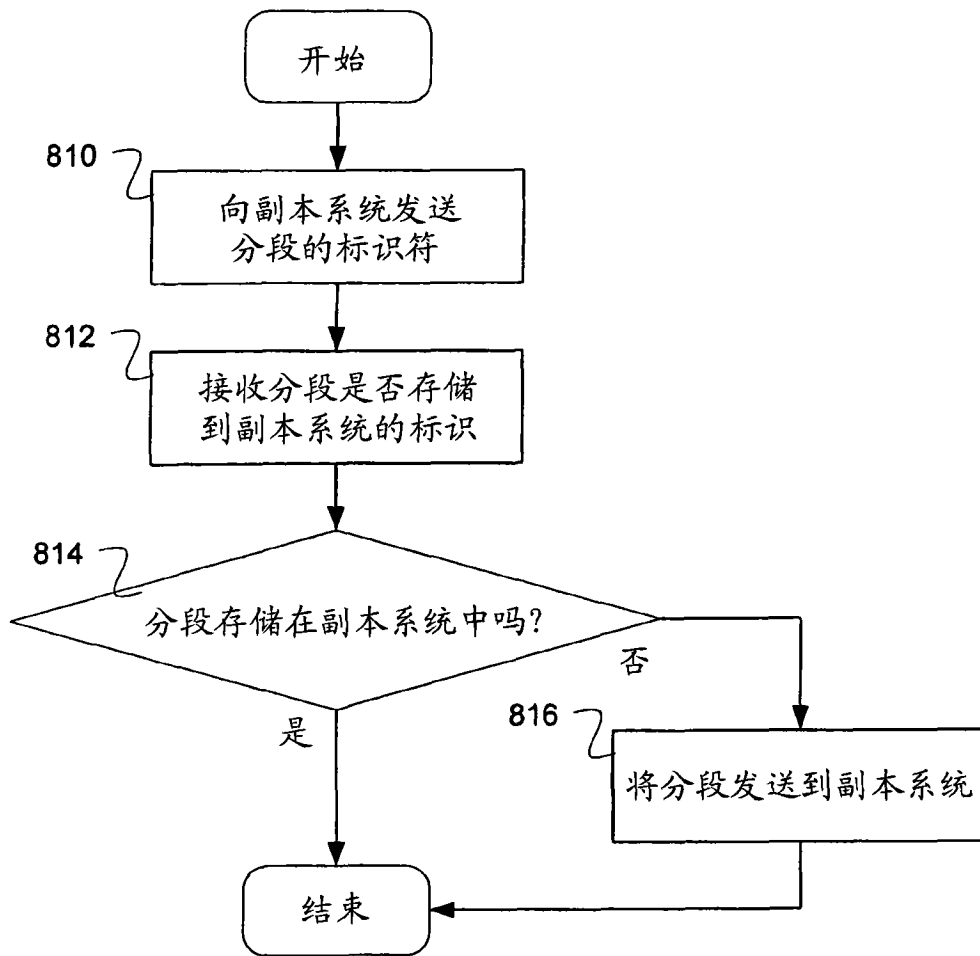 开始
810
向副本系统发送
分段的标识符
812
接收分段是否存储
到副本系统的标识
814
分段存储在副本系统中吗?
否
是
816
将分段发送到副本系统
结束